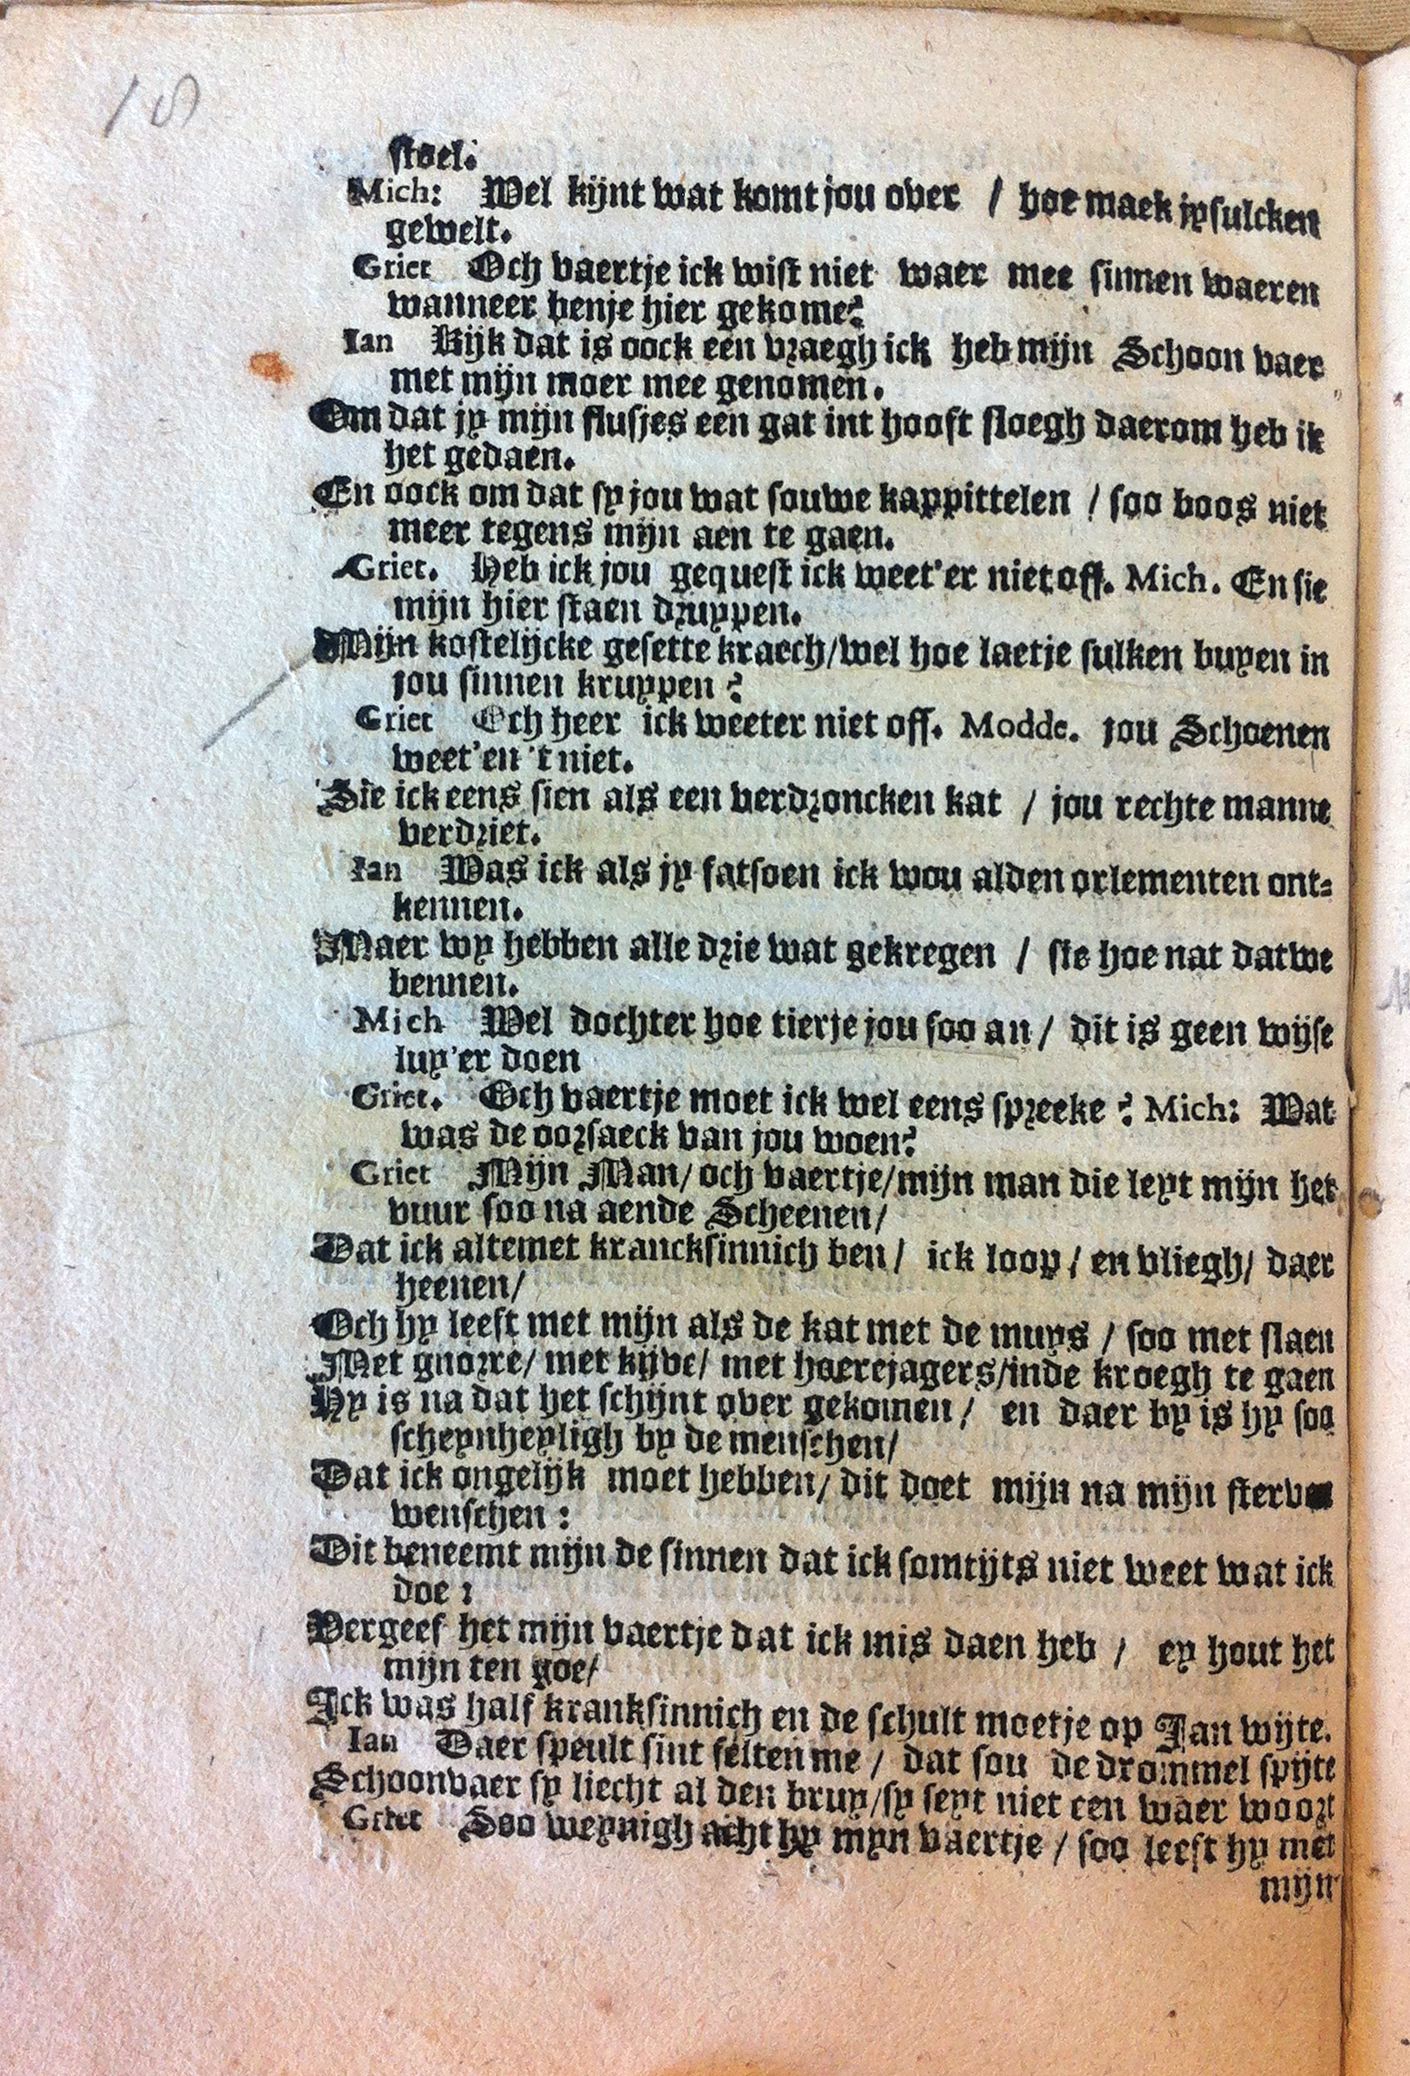 18
stoel.
Mich: Wel kijnt wat komt jou over / hoe maek jy sulcken
gewelt.
Griet Och vaertje ick wist niet waer mee sinnen waeren
wanneer benje hier gekome?
Ian Kijk dat is oock een vraegh ick heb mijn Schoon vaer
met mijn moer mee genomen.
Om dat jy mijn flusjes een gat int hooft sloegh daerom heb ik
het gedaen.
En oock om dat sy jou wat souwe kappittelen / soo boos niet
meer tegens mijn aen te gaen.
Griet. Heb ick jou gequest ick weet'er niet off. Mich. En sie
mijn hier staen druppen.
Mijn kostelijcke gesette kraech/wel hoe laetje sulken buyen in
jou sinnen kruppen?
Griet Och heer ick weeter niet off. Modde. jou Schoenen
weet'en 't niet.
Sie ick eens sien als een verdroncken kat / jou rechte manne
verdriet.
Ian Was ick als jy fatsoen ick wou alden orlementen ont-
kennen.
Maer wy hebben alle drie wat gekregen / sie hoe nat datwe
bennen.
Mich Wel dochter hoe tierje jou soo an / dit is geen wijse
luy'er doen
Griet. Och vaertje moet ick wel eens spreeke? Mich: Wat
was de oorsaeck van jou woen?
Griet Mijn Man/ och vaertje/mijn man die leyt mijn het
vuur soo na aende Scheenen/
Dat ick altemet krancksinnich ben / ick loop / en vliegh/ daer
heenen/
Och hy leeft met mijn als de kat met de muys / soo met slaen
Met gnorre/ met kijve/ met hoerejagers/inde kroegh te gaen
Hy is na dat het schijnt over gekomen / en daer by is hy soo
scheynheyligh by de menschen/
Dat ick ongelijk moet hebben/ dit doet mijn na mijn sterven
wenschen:
Dit beneemt mijn de sinnen dat ick somtijts niet weet wat ick
doe:
Vergeef het mijn vaertje dat ick mis daen heb / ey hout het
mijn ten goe/
Ick was half kranksinnich en de schult moetje op Jan wijte.
Ian Daer speult sint felten me / dat sou de drommel spijte
Schoonvaer sy liecht al den bruy/sy seyt niet een waer woort
Griet Soo weynigh acht hy myn vaertje / soo leeft hy met
mijn